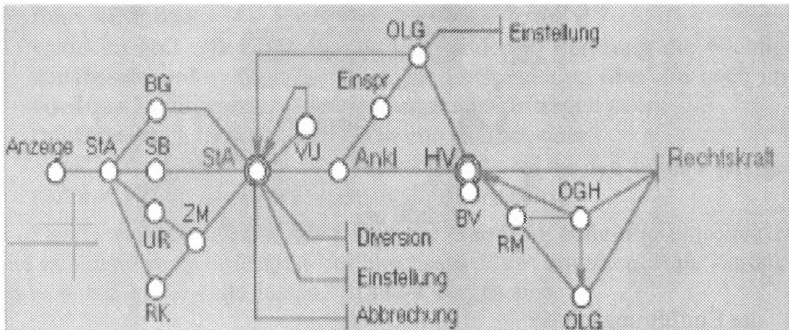 OLG Einstellung
BG Einspr
Anzeige StA SB StA VU Ankl HV Rechtskraft
OGH
UR ZM BV
RM
Diversion
Einstellung
RK Abbrechung OLG